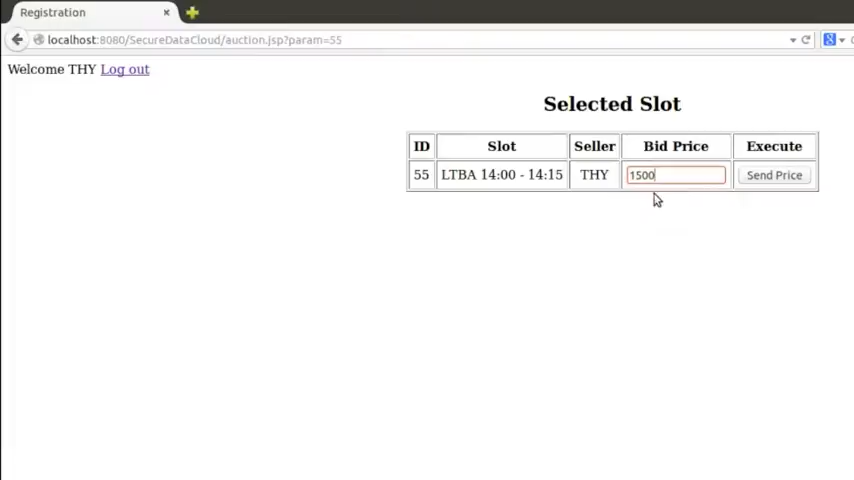 Registration
localhost:8080/SecureDataCloud/auction.jsp?param=55
Welcome THY Log out
Selected Slot
ID Slot Seller Bid Price Execute
55 LTBA 14:00 - 14:15 THY 1500 Send Price